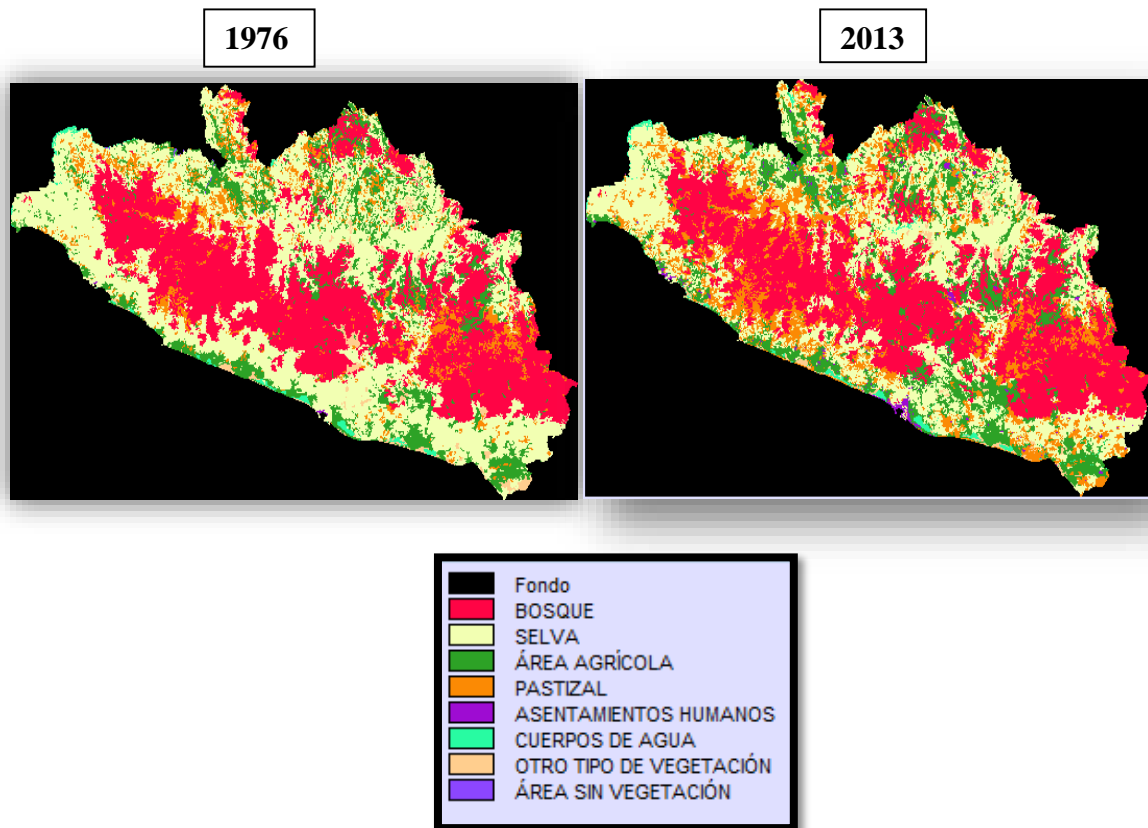 1976
2013
Fondo
BOSQUE
SELVA
ÁREA AGRÍCOLA
PASTIZAL
ASENTAMIENTOS HUMANOS
CUERPOS DE AGUA
OTRO TIPO DE VEGETACIÓN
ÁREA SIN VEGETACIÓN